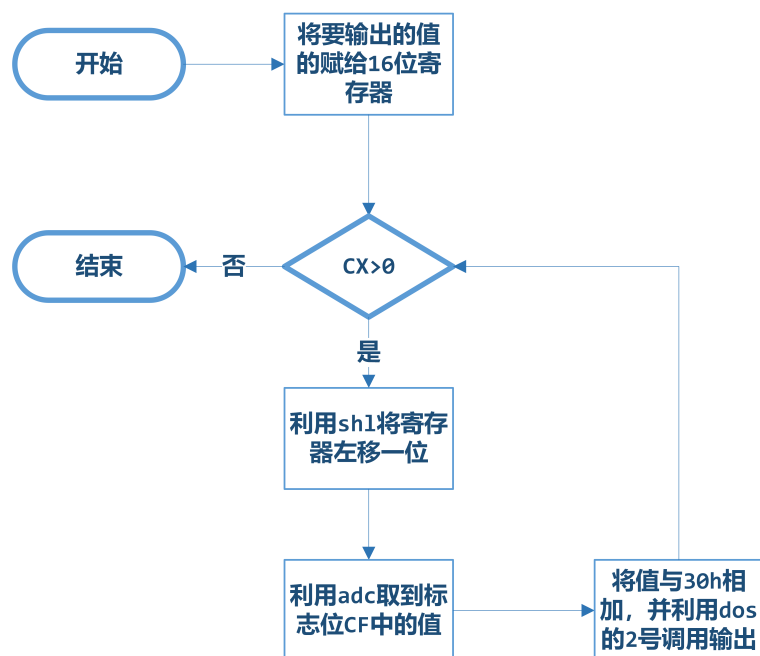 开始
将要输出的值
的赋给16位寄
存器
CX>0
否
结束
是
利用shl将寄存
器左移一位
利用adc取到标
志位CF中的值
将值与30h相
加，并利用dos
的2号调用输出